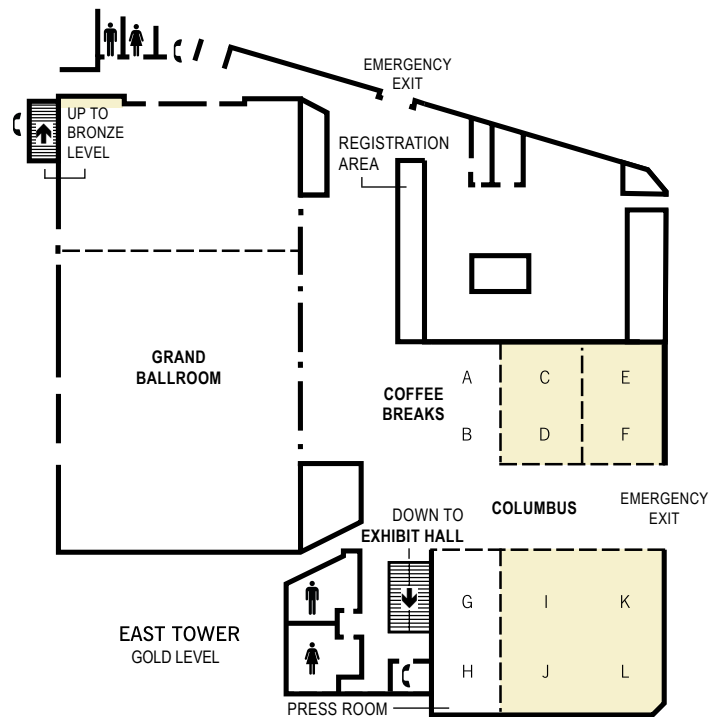 EMERGENCY
EXIT
UP TO
BRONZE
LEVEL
REGISTRATION
AREA
GRAND
BALLROOM
A C E
COFFEE
BREAKS
B D F
COLUMBUS
EMERGENCY
EXIT
DOWN TO
EXHIBIT HALL
G I K
EAST TOWER
GOLD LEVEL
H J L
PRESS ROOM